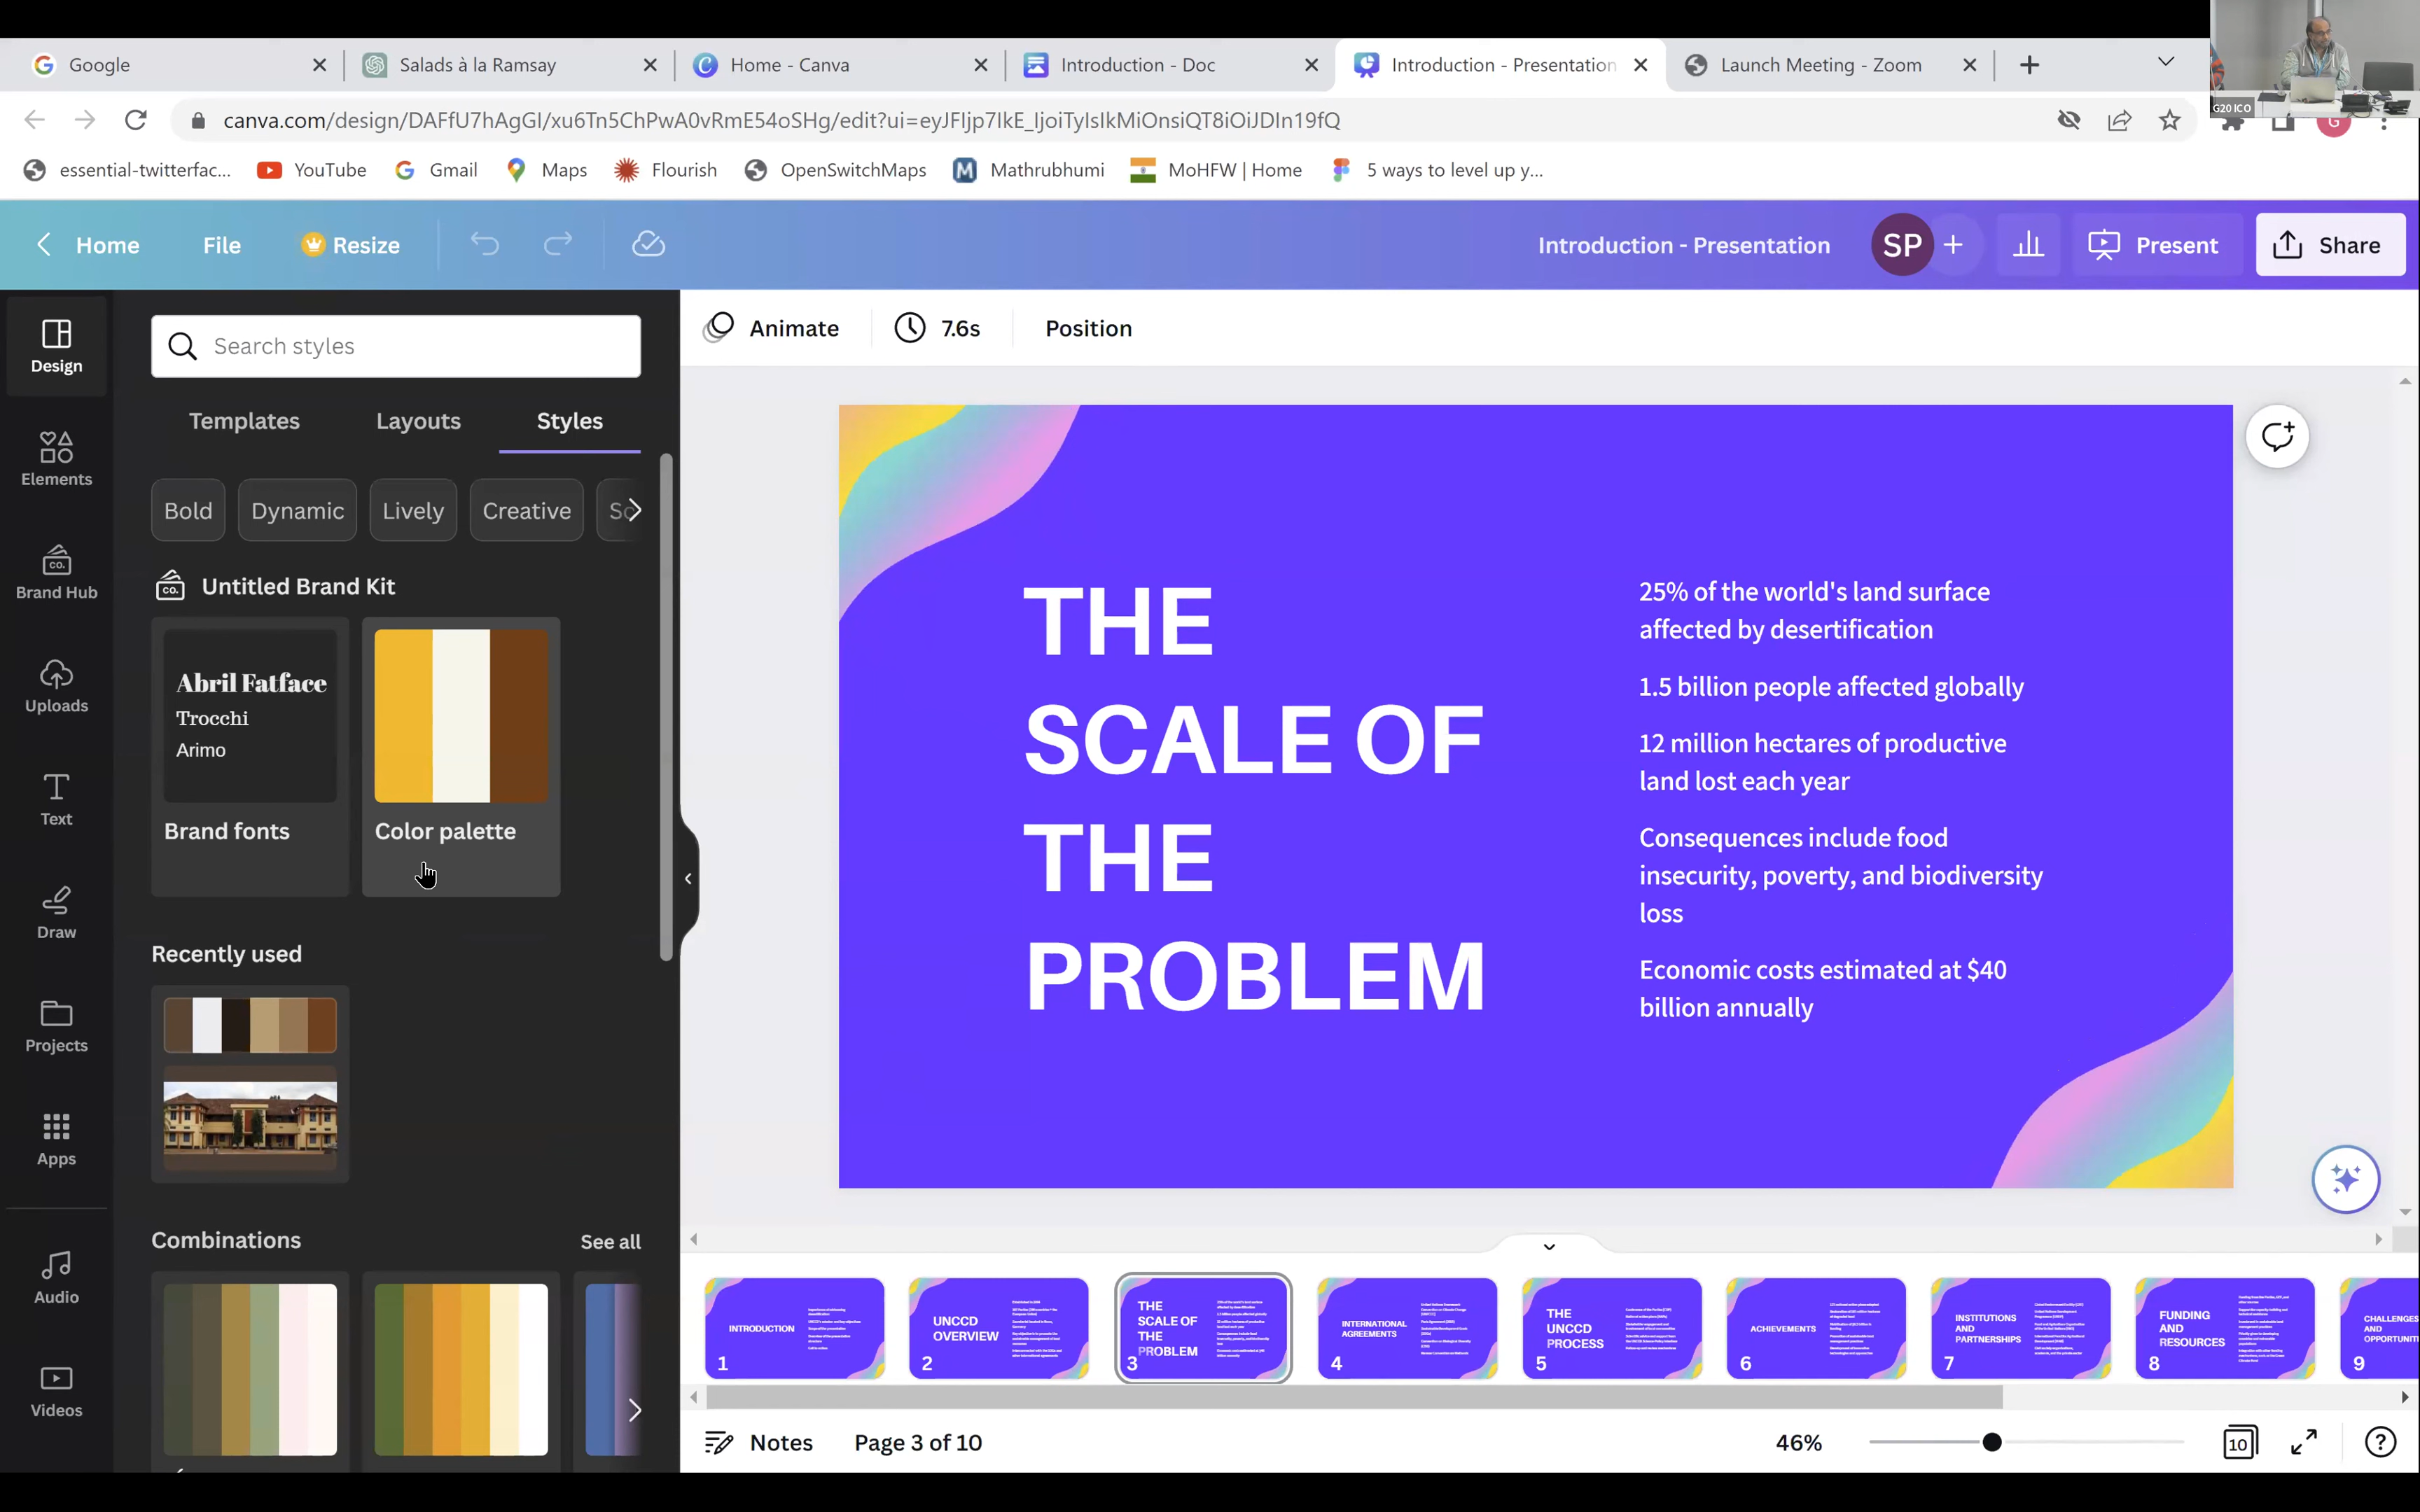 Google
Salads à la Ramsay
Home - Canva
Introduction - Doc
Introduction - Presentation
Launch Meeting - Zoom
G20 ICO
canva.com/design/DAFfU7hAgGI/xu6Tn5ChPwA0vRmE54oSHg/edit?ui=eyJFIjp7IkE_IjoiTyIsIkMiOnsiQT8iOiJDIn19fQ
G
essential-twitterfac...
YouTube
Gmail
Maps
Flourish
OpenSwitchMaps
Mathrubhumi
MoHFW | Home
5 ways to level up y...
Home
File
Resize
Introduction - Presentation
SP
Present
Share
Design
Elements
Brand Hub
Uploads
Text
Draw
Projects
Apps
Audio
Videos
Search styles
Templates
Layouts
Styles
Bold
Dynamic
Lively
Creative
Untitled Brand Kit
Abril Fatface
Trocchi
Arimo
Brand fonts
Color palette
Recently used
Combinations
See all
Animate
7.6s
Position
THE
SCALE OF
THE
PROBLEM
25% of the world's land surface
affected by desertification
1.5 billion people affected globally
12 million hectares of productive
land lost each year
Consequences include food
insecurity, poverty, and biodiversity
loss
Economic costs estimated at $40
billion annually
INTRODUCTION
1
UNCCD
OVERVIEW
2
THE
SCALE OF
THE
PROBLEM
3
INTERNATIONAL
AGREEMENTS
4
THE
UNCCD
PROCESS
5
ACHIEVEMENTS
6
INSTITUTIONS
AND
PARTNERSHIPS
7
FUNDING
AND
RESOURCES
8
CHALLENGES
AND
9
Notes
Page 3 of 10
46%
10